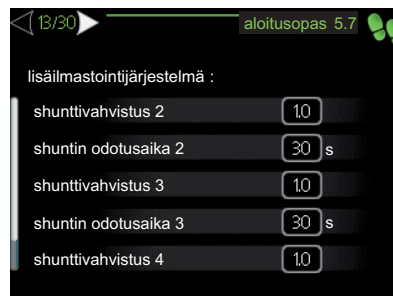 13/30 aloitusopas 5.7
lisäilmastointijärjestelmä :
shunttivahvistus 2 1.0
shuntin odotusaika 2 30 s
shunttivahvistus 3 1.0
shuntin odotusaika 3 30 s
shunttivahvistus 4 1.0